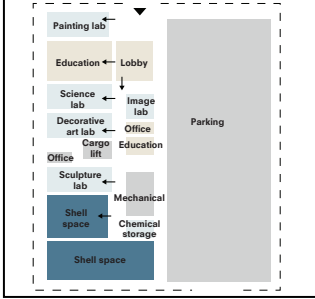 Painting lab
Education
Lobby
Science
lab
Image
lab
Decorative
art lab
Office
Education
Cargo
lift
Office
Sculpture
lab
Mechanical
Shell
space
Chemical
storage
Shell space
Parking